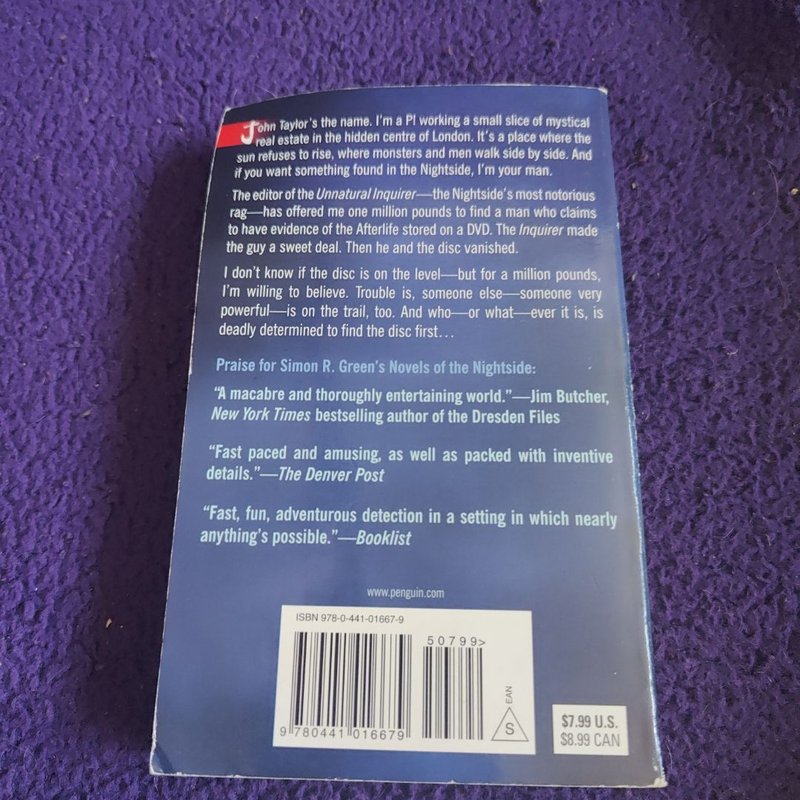 John Taylor's the name. I'm a PI working a small slice of mystical
real estate in the hidden centre of London. It's a place where the
sun refuses to rise, where monsters and men walk side by side. And
if you want something found in the Nightside, I'm your man.
The editor of the Unnatural Inquirer—the Nightside's most notorious
rag—has offered me one million pounds to find a man who claims
to have evidence of the Afterlife stored on a DVD. The Inquirer made
the guy a sweet deal. Then he and the disc vanished.
I don't know if the disc is on the level—but for a million pounds,
I'm willing to believe. Trouble is, someone else—someone very
powerful—is on the trail, too. And who—or what—ever it is, is
deadly determined to find the disc first...
Praise for Simon R. Green's Novels of the Nightside:
"A macabre and thoroughly entertaining world."—Jim Butcher,
New York Times bestselling author of the Dresden Files
"Fast paced and amusing, as well as packed with inventive
details."—The Denver Post
"Fast, fun, adventurous detection in a setting in which nearly
anything's possible."—Booklist
www.penguin.com
ISBN 978-0-441-01667-9
50799>
9 780441 016679
EAN
S
$7.99 U.S.
$8.99 CAN